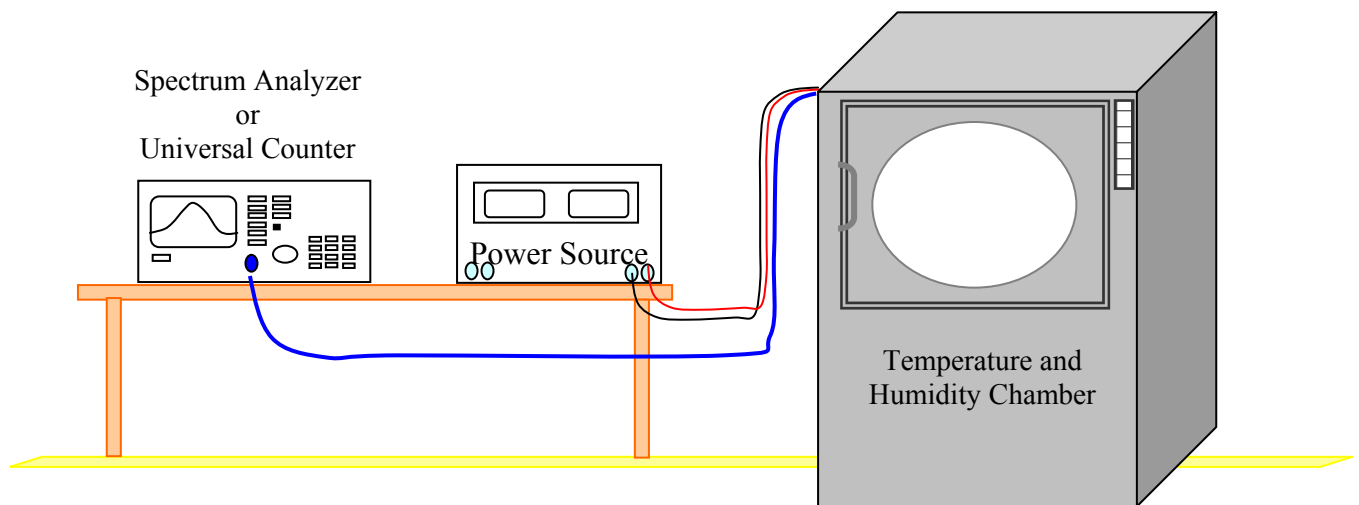 Spectrum Analyzer
or
Universal Counter
Power Source
Temperature and
Humidity Chamber